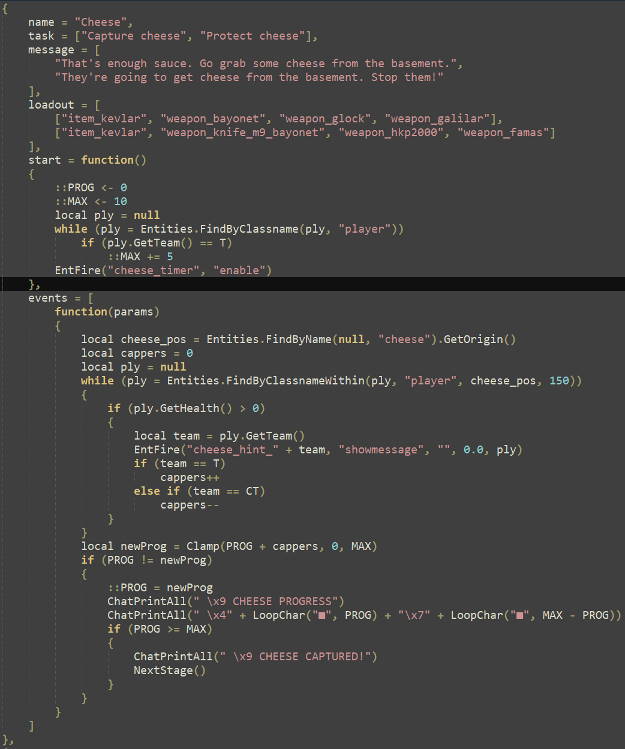 {
    name = "Cheese",
    task = ["Capture cheese", "Protect cheese"],
    message = [
        "That's enough sauce. Go grab some cheese from the basement.",
        "They're going to get cheese from the basement. Stop them!"
    ],
    loadout = [
        ["item_kevlar", "weapon_bayonet", "weapon_glock", "weapon_galilar"],
        ["item_kevlar", "weapon_knife_m9_bayonet", "weapon_hkp2000", "weapon_famas"]
    ],
    start = function()
    {
        ::PROG <- 0
        ::MAX <- 10
        local ply = null
        while (ply = Entities.FindByClassname(ply, "player"))
            if (ply.GetTeam() == T)
                ::MAX += 5
        EntFire("cheese_timer", "enable")
    },
    events = [
        function(params)
        {
            local cheese_pos = Entities.FindByName(null, "cheese").GetOrigin()
            local cappers = 0
            local ply = null
            while (ply = Entities.FindByClassnameWithin(ply, "player", cheese_pos, 150))
            {
                if (ply.GetHealth() > 0)
                {
                    local team = ply.GetTeam()
                    EntFire("cheese_hint_" + team, "showmessage", "", 0.0, ply)
                    if (team == T)
                        cappers++
                    else if (team == CT)
                        cappers--
                }
            }
            local newProg = Clamp(PROG + cappers, 0, MAX)
            if (PROG != newProg)
            {
                ::PROG = newProg
                ChatPrintAll(" \x9 CHEESE PROGRESS")
                ChatPrintAll(" \x4" + LoopChar("■", PROG) + "\x7" + LoopChar("■", MAX - PROG))
                if (PROG >= MAX)
                {
                    ChatPrintAll(" \x9 CHEESE CAPTURED!")
                    NextStage()
                }
            }
        }
    ]
},